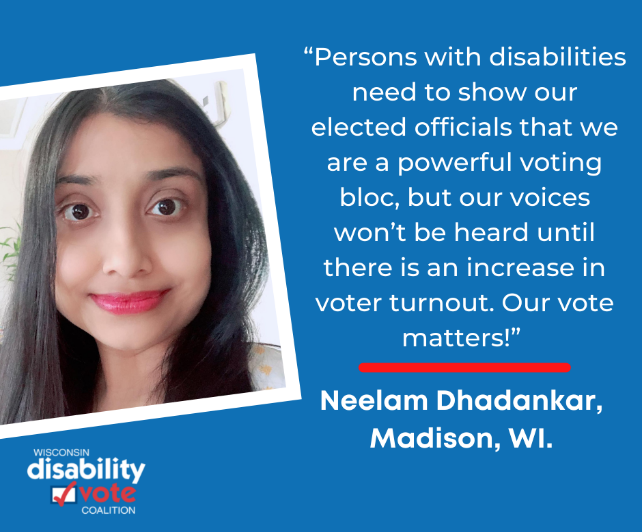 “Persons with disabilities
need to show our
elected officials that we
are a powerful voting
bloc, but our voices
won’t be heard until
there is an increase in
voter turnout. Our vote
matters!”
Neelam Dhadankar,
Madison, WI.
WISCONSIN
disability
vote
COALITION